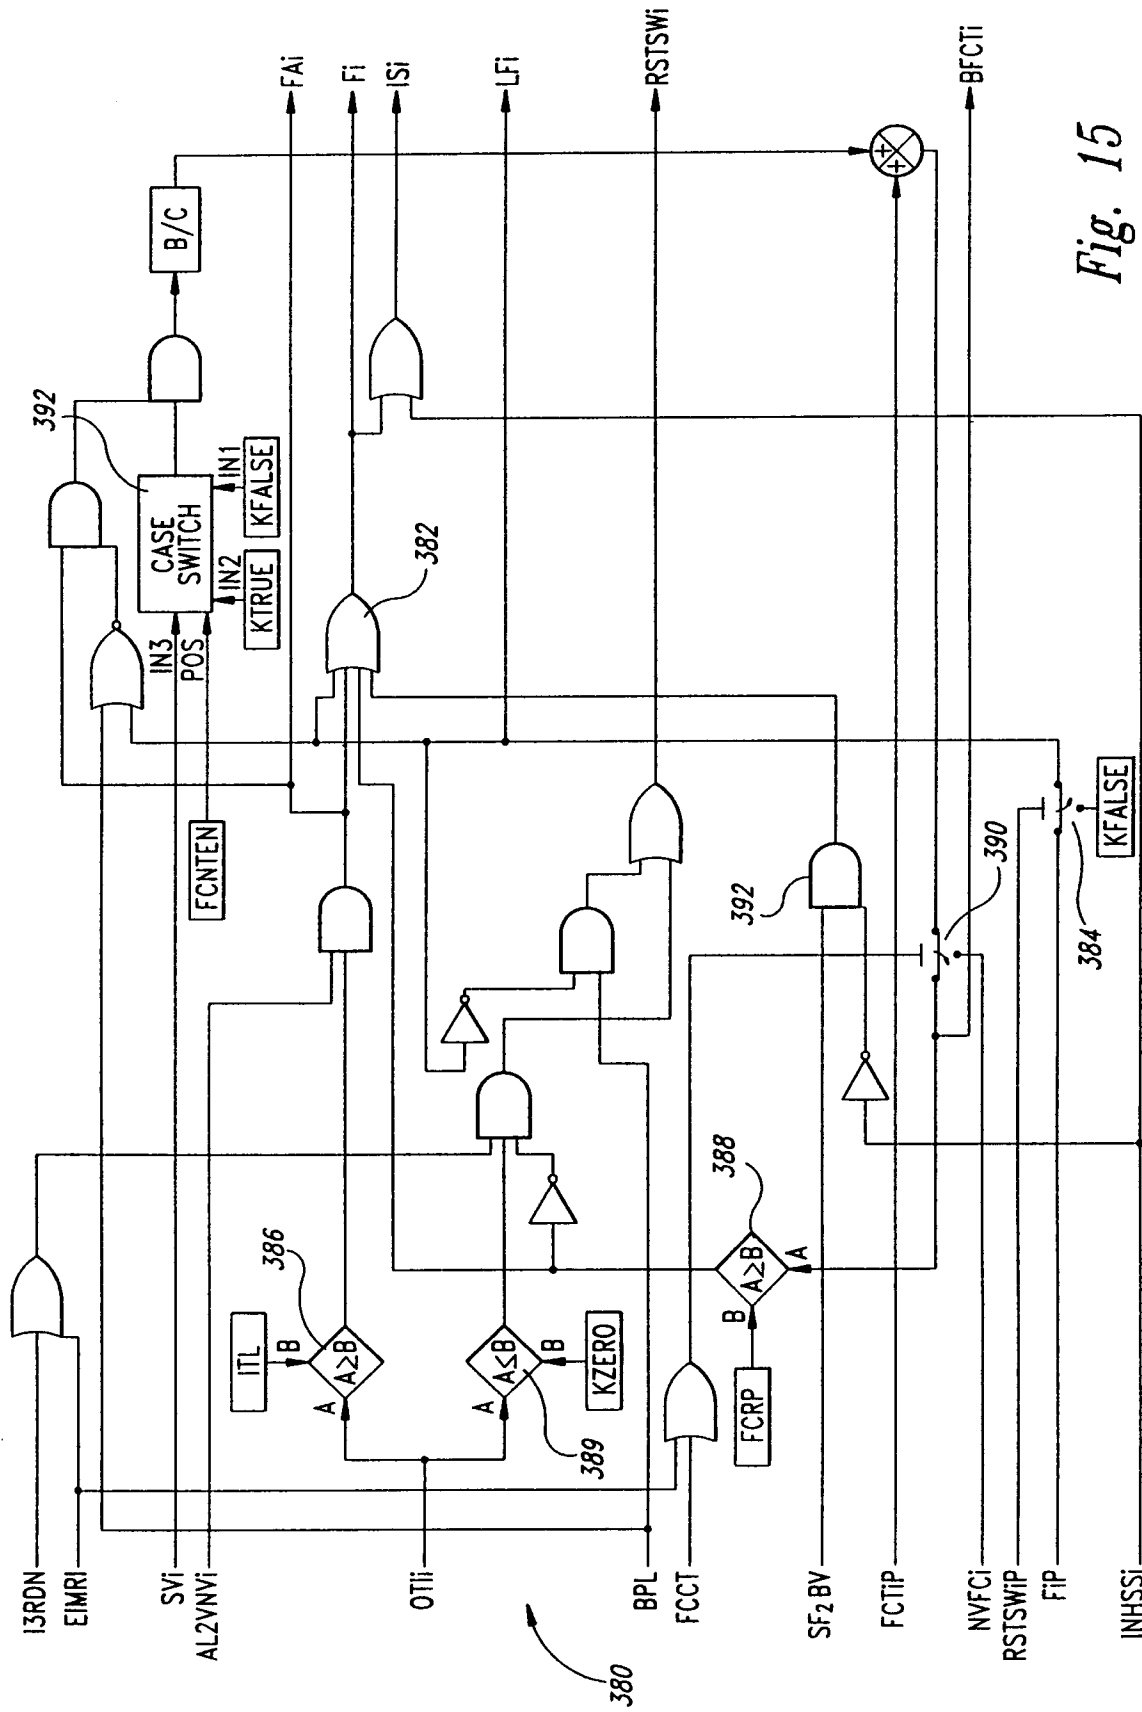 I3RDN
EIMRI
SVi
AL2VNVi
OTIi
BPL
FCCT
SF₂BV
FCTiP
NVFCi
RSTSWiP
FiP
INHSSi
380
ITL
B
A
A≥B
386
A
A≤B
B
KZERO
389
FCRP
B
A≥B
A
388
FCNTEN
IN3
POS
CASE
SWITCH
392
IN2
KTRUE
IN1
KFALSE
B/C
382
392
390
384
KFALSE
+
+
FAi
Fi
ISi
LFi
RSTSWi
BFCTi
Fig. 15